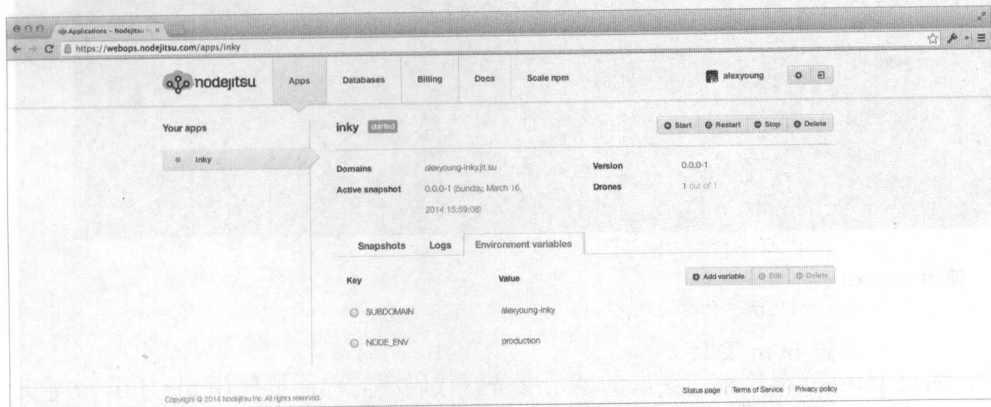 Applications – Nodejitsu
https://webops.nodejitsu.com/apps/inky
nodejitsu
Apps
Databases
Billing
Docs
Scale npm
alexyoung
Your apps
inky
inky started
Start
Restart
Stop
Delete
Domains
alexyoung-inky.jit.su
Version
0.0.0-1
Active snapshot
0.0.0-1 (Sunday, March 16, 2014 15:59:08)
Drones
1 out of 1
Snapshots
Logs
Environment variables
Key
Value
Add variable
Edit
Delete
SUBDOMAIN
alexyoung-inky
NODE_ENV
production
Copyright © 2014 Nodejitsu Inc. All rights reserved.
Status page
Terms of Service
Privacy policy